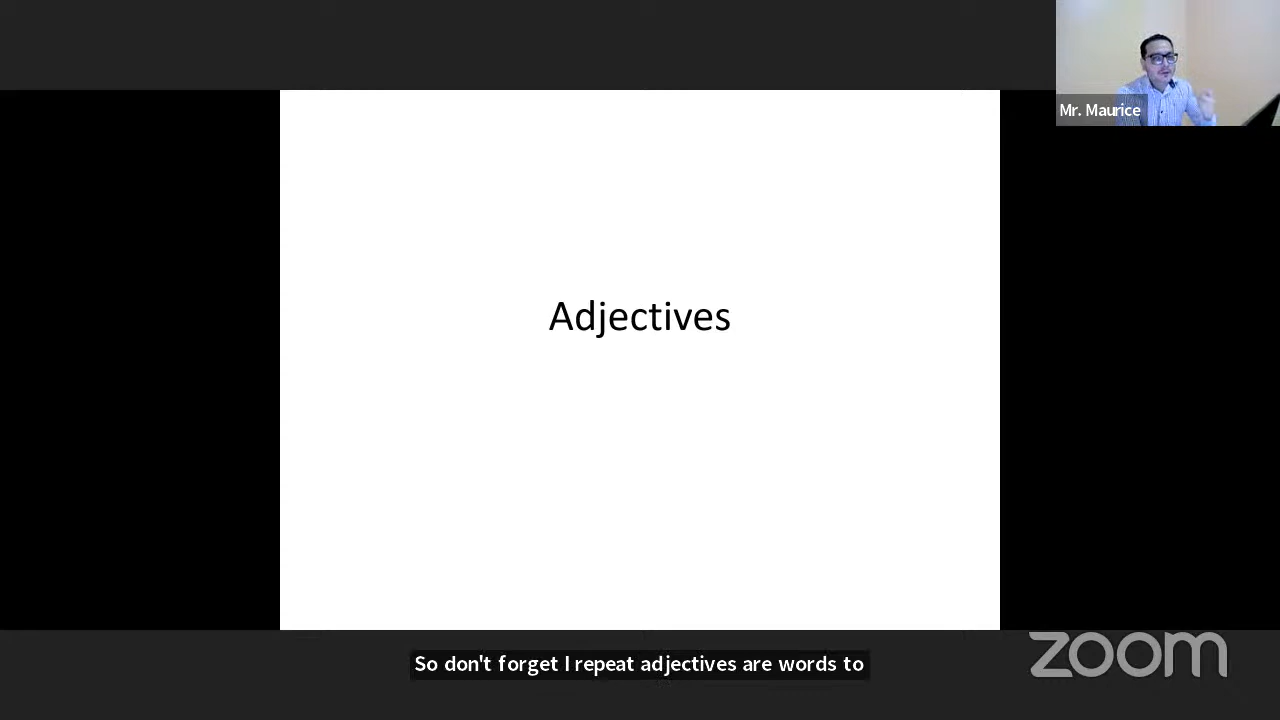 Mr. Maurice
Adjectives
So don't forget I repeat adjectives are words to
zoom